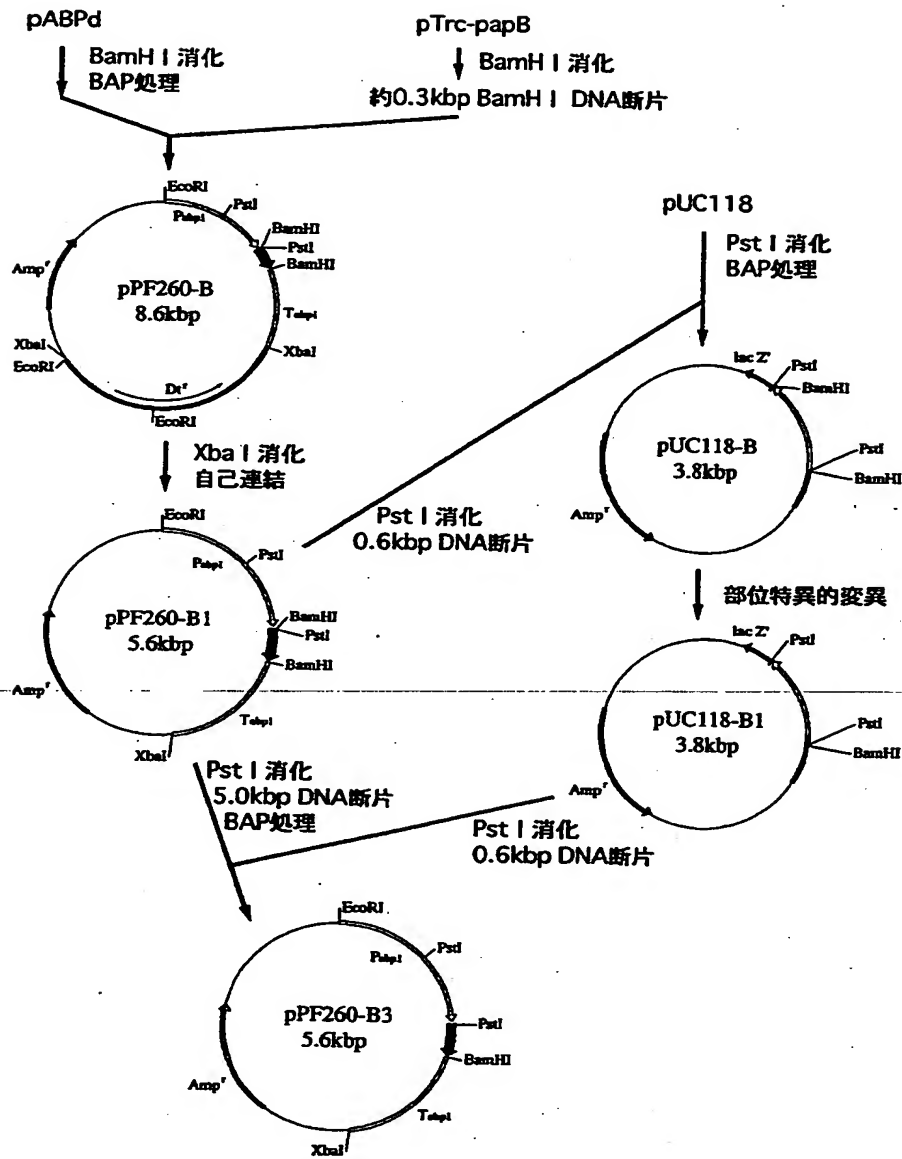 pABPd
pTrc-papB
BamH I 消化
BAP処理
BamH I 消化
約0.3kbp BamH I DNA断片
EcoRI
PstI
BamHI
PstI
BamHI
XbaI
EcoRI
XbaI
EcoRI
Ampʳ
Dtʳ
pPF260-B
8.6kbp
pUC118
Pst I 消化
BAP処理
Xba I 消化
自己連結
lac Z'
PstI
BamHI
PstI
BamHI
Ampʳ
pUC118-B
3.8kbp
Pst I 消化
0.6kbp DNA断片
EcoRI
PstI
BamHI
PstI
BamHI
XbaI
Ampʳ
pPF260-B1
5.6kbp
部位特異的変異
lac Z'
PstI
PstI
BamHI
Ampʳ
pUC118-B1
3.8kbp
Pst I 消化
5.0kbp DNA断片
BAP処理
Pst I 消化
0.6kbp DNA断片
EcoRI
PstI
PstI
BamHI
XbaI
Ampʳ
pPF260-B3
5.6kbp